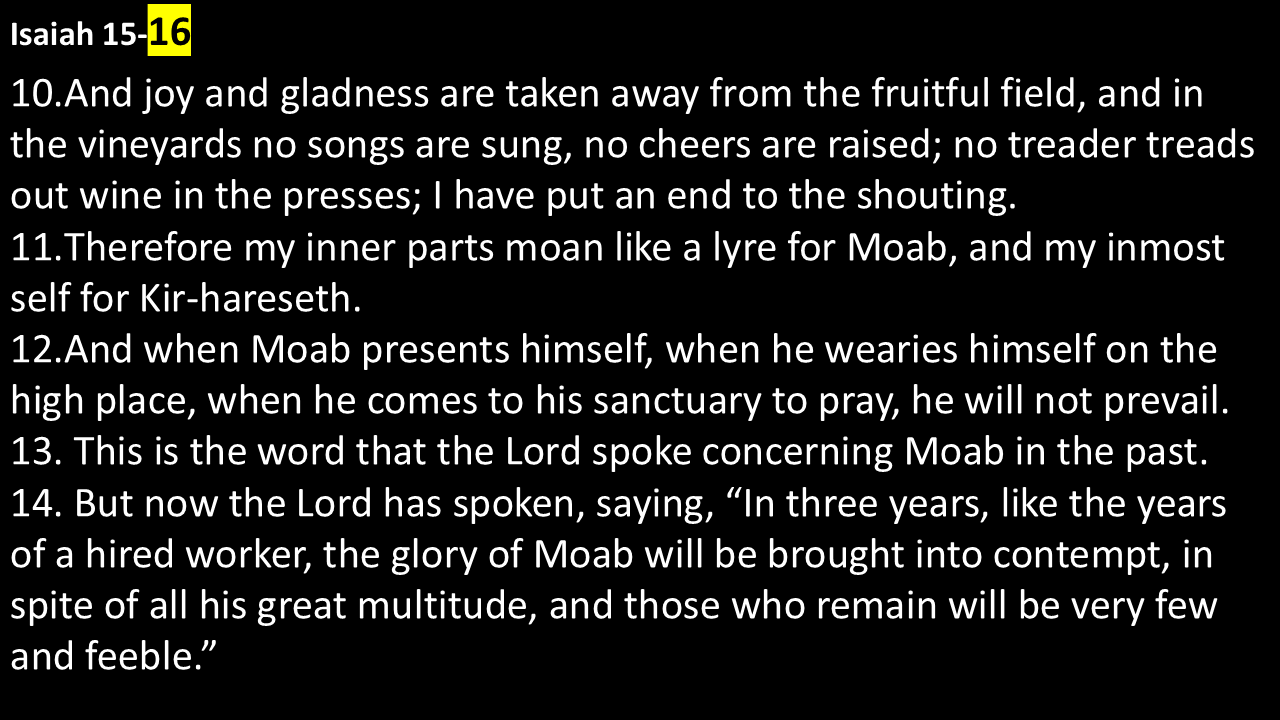 Isaiah 15-16
10.And joy and gladness are taken away from the fruitful field, and in
the vineyards no songs are sung, no cheers are raised; no treader treads
out wine in the presses; I have put an end to the shouting.
11.Therefore my inner parts moan like a lyre for Moab, and my inmost
self for Kir-hareseth.
12.And when Moab presents himself, when he wearies himself on the
high place, when he comes to his sanctuary to pray, he will not prevail.
13. This is the word that the Lord spoke concerning Moab in the past.
14. But now the Lord has spoken, saying, “In three years, like the years
of a hired worker, the glory of Moab will be brought into contempt, in
spite of all his great multitude, and those who remain will be very few
and feeble.”